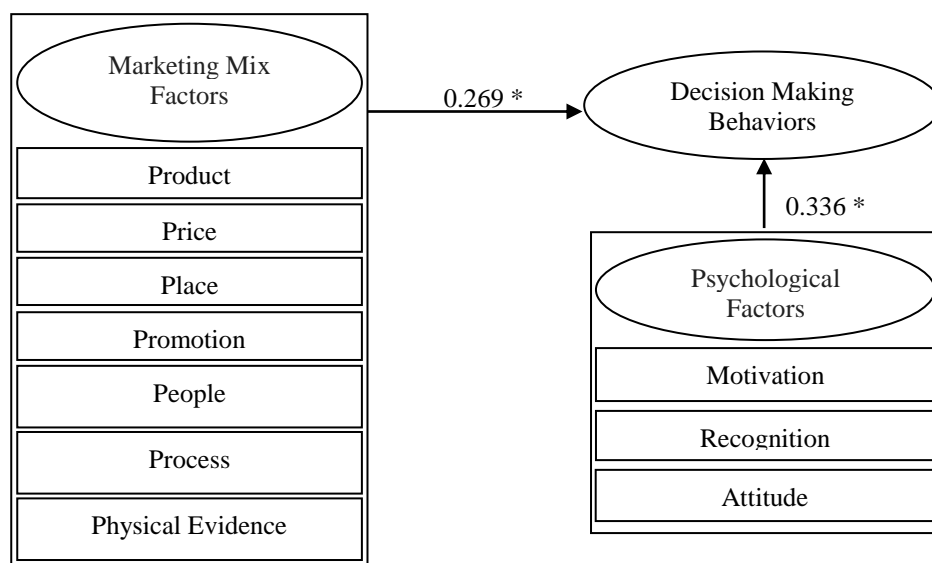 Marketing Mix
Factors
Product
Price
Place
Promotion
People
Process
Physical Evidence
0.269 *
Decision Making
Behaviors
0.336 *
Psychological
Factors
Motivation
Recognition
Attitude